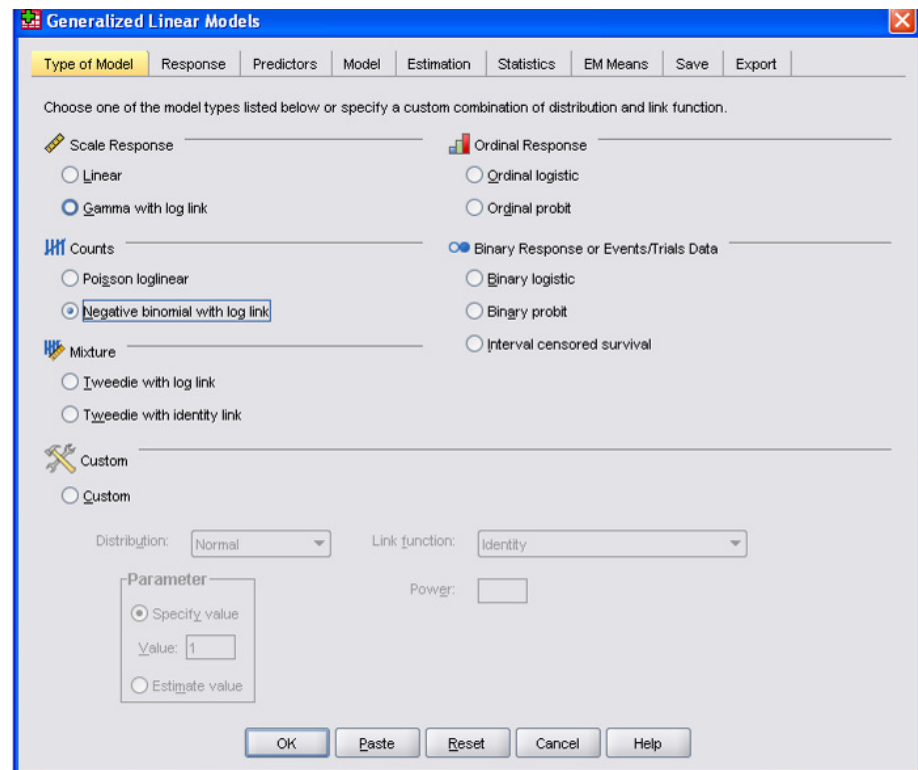 Generalized Linear Models
Type of Model Response Predictors Model Estimation Statistics EM Means Save Export
Choose one of the model types listed below or specify a custom combination of distribution and link function.
Scale Response
Linear
Gamma with log link
Counts
Poisson loglinear
Negative binomial with log link
Mixture
Tweedie with log link
Tweedie with identity link
Ordinal Response
Ordinal logistic
Ordinal probit
Binary Response or Events/Trials Data
Binary logistic
Binary probit
Interval censored survival
Custom
Custom
Distribution: Normal Link function: Identity
Parameter
Specify value
Value: 1
Estimate value
Power:
OK Paste Reset Cancel Help